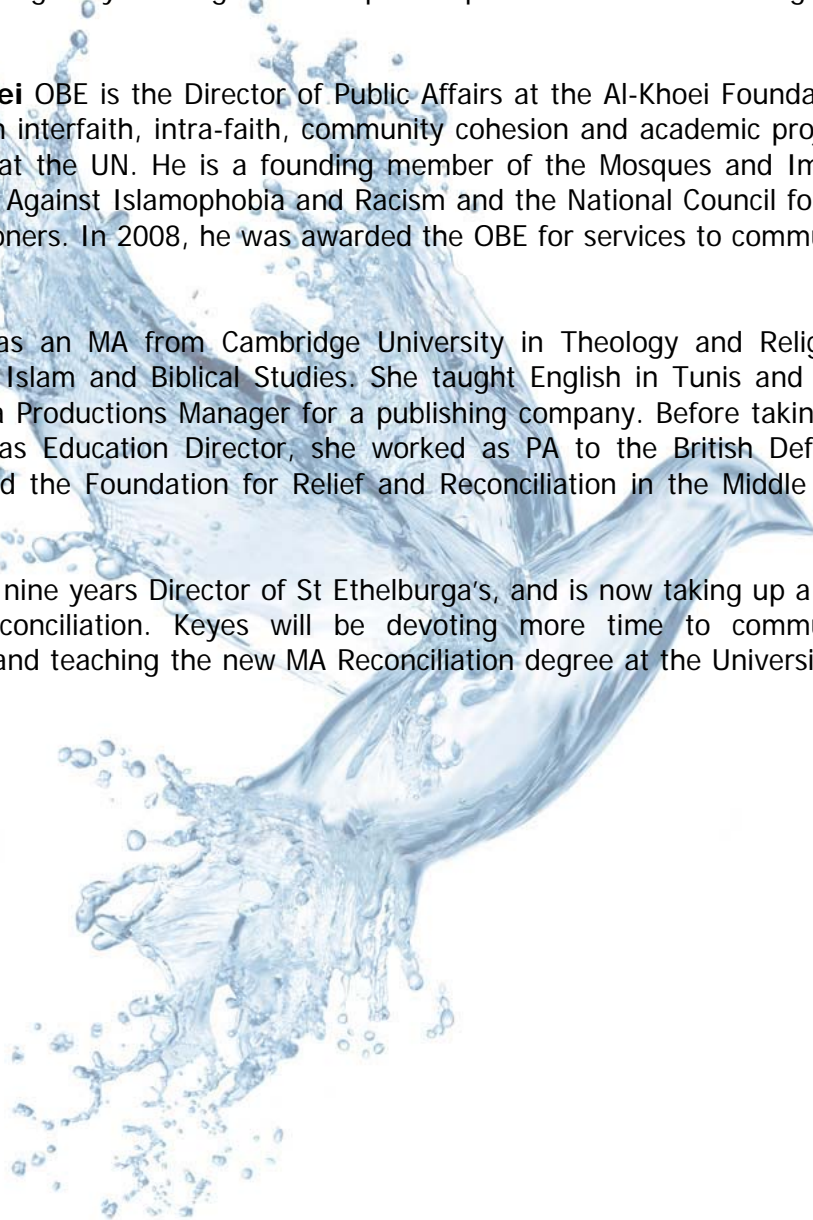 ei OBE is the Director of Public Affairs at the Al-Khoei Founda
interfaith, intra-faith, community cohesion and academic pro
at the UN. He is a founding member of the Mosques and Im
Against Islamophobia and Racism and the National Council fo
oners. In 2008, he was awarded the OBE for services to commu
as an MA from Cambridge University in Theology and Relig
Islam and Biblical Studies. She taught English in Tunis and
Productions Manager for a publishing company. Before takin
as Education Director, she worked as PA to the British Def
d the Foundation for Relief and Reconciliation in the Middle
nine years Director of St Ethelburga's, and is now taking up a
conciliation. Keyes will be devoting more time to commu
and teaching the new MA Reconciliation degree at the Universi